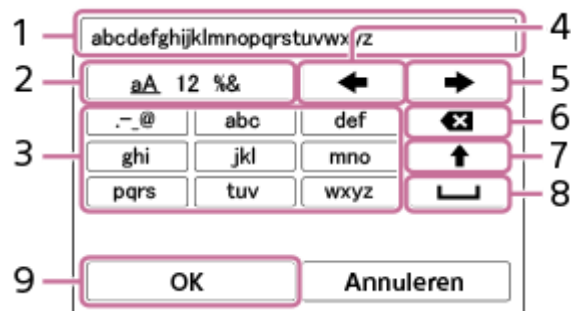 1 abcdefghijklmnopqrstuvwxyz 4
2 aA 12 %& 5
.-_@ abc def 6
3 ghi jkl mno 7
pqrs tuv wxyz 8
9 OK Annuleren